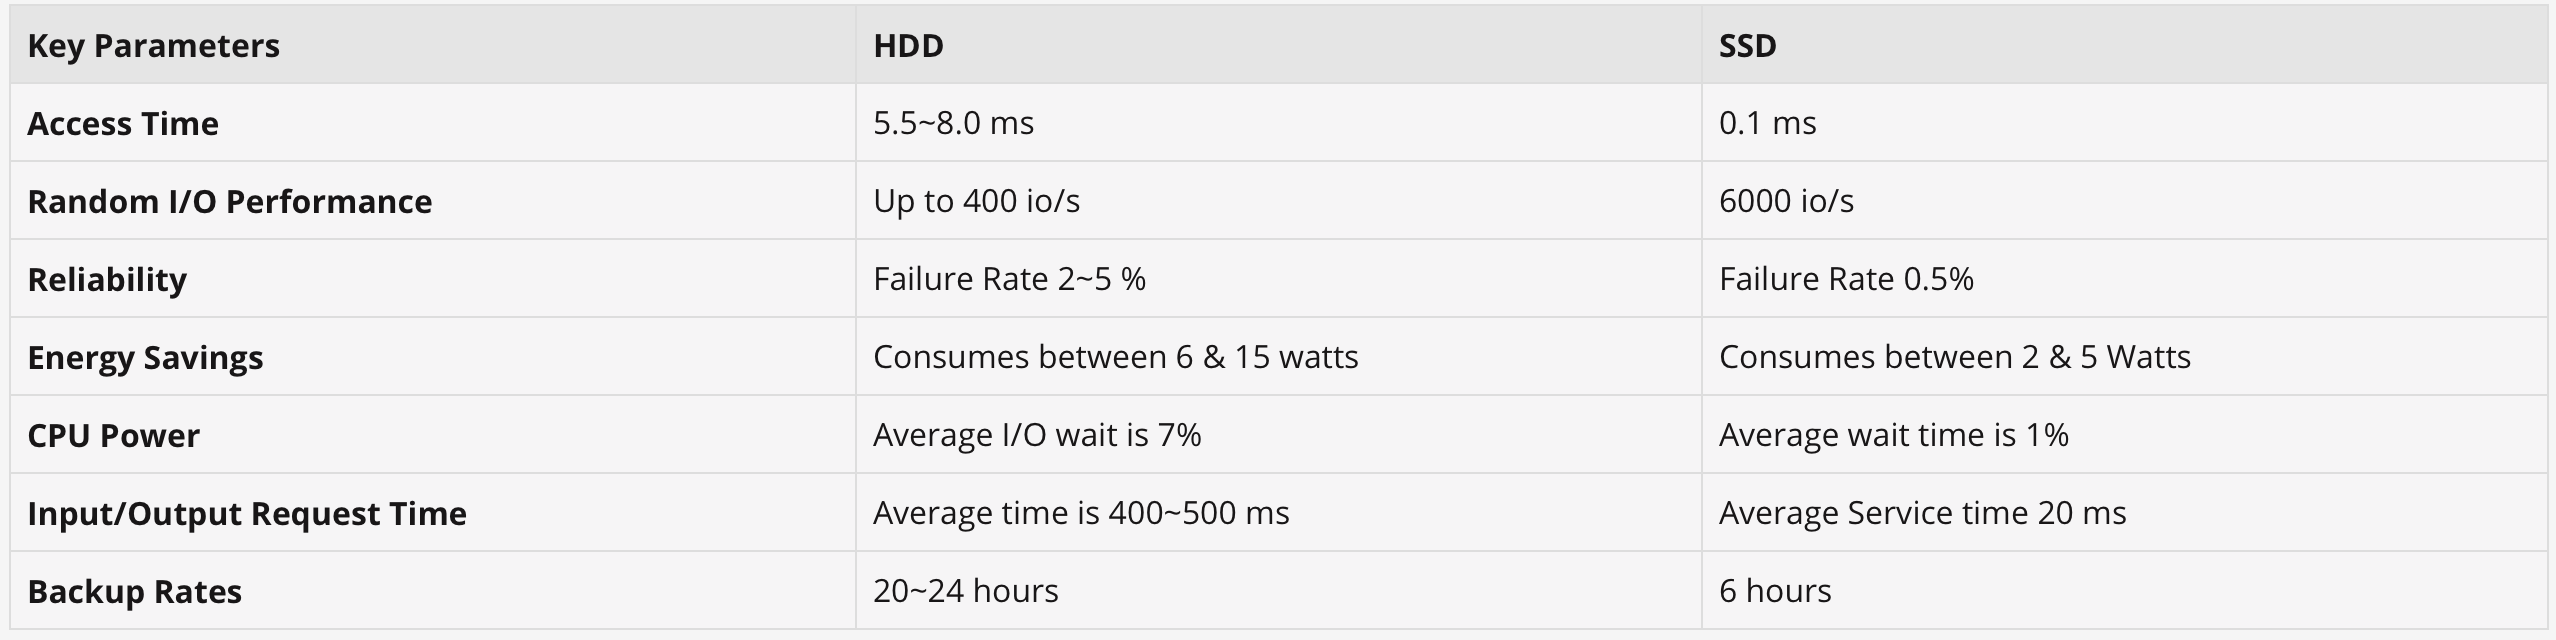 Key Parameters HDD SSD
Access Time 5.5~8.0 ms 0.1 ms
Random I/O Performance Up to 400 io/s 6000 io/s
Reliability Failure Rate 2~5 % Failure Rate 0.5%
Energy Savings Consumes between 6 & 15 watts Consumes between 2 & 5 Watts
CPU Power Average I/O wait is 7% Average wait time is 1%
Input/Output Request Time Average time is 400~500 ms Average Service time 20 ms
Backup Rates 20~24 hours 6 hours